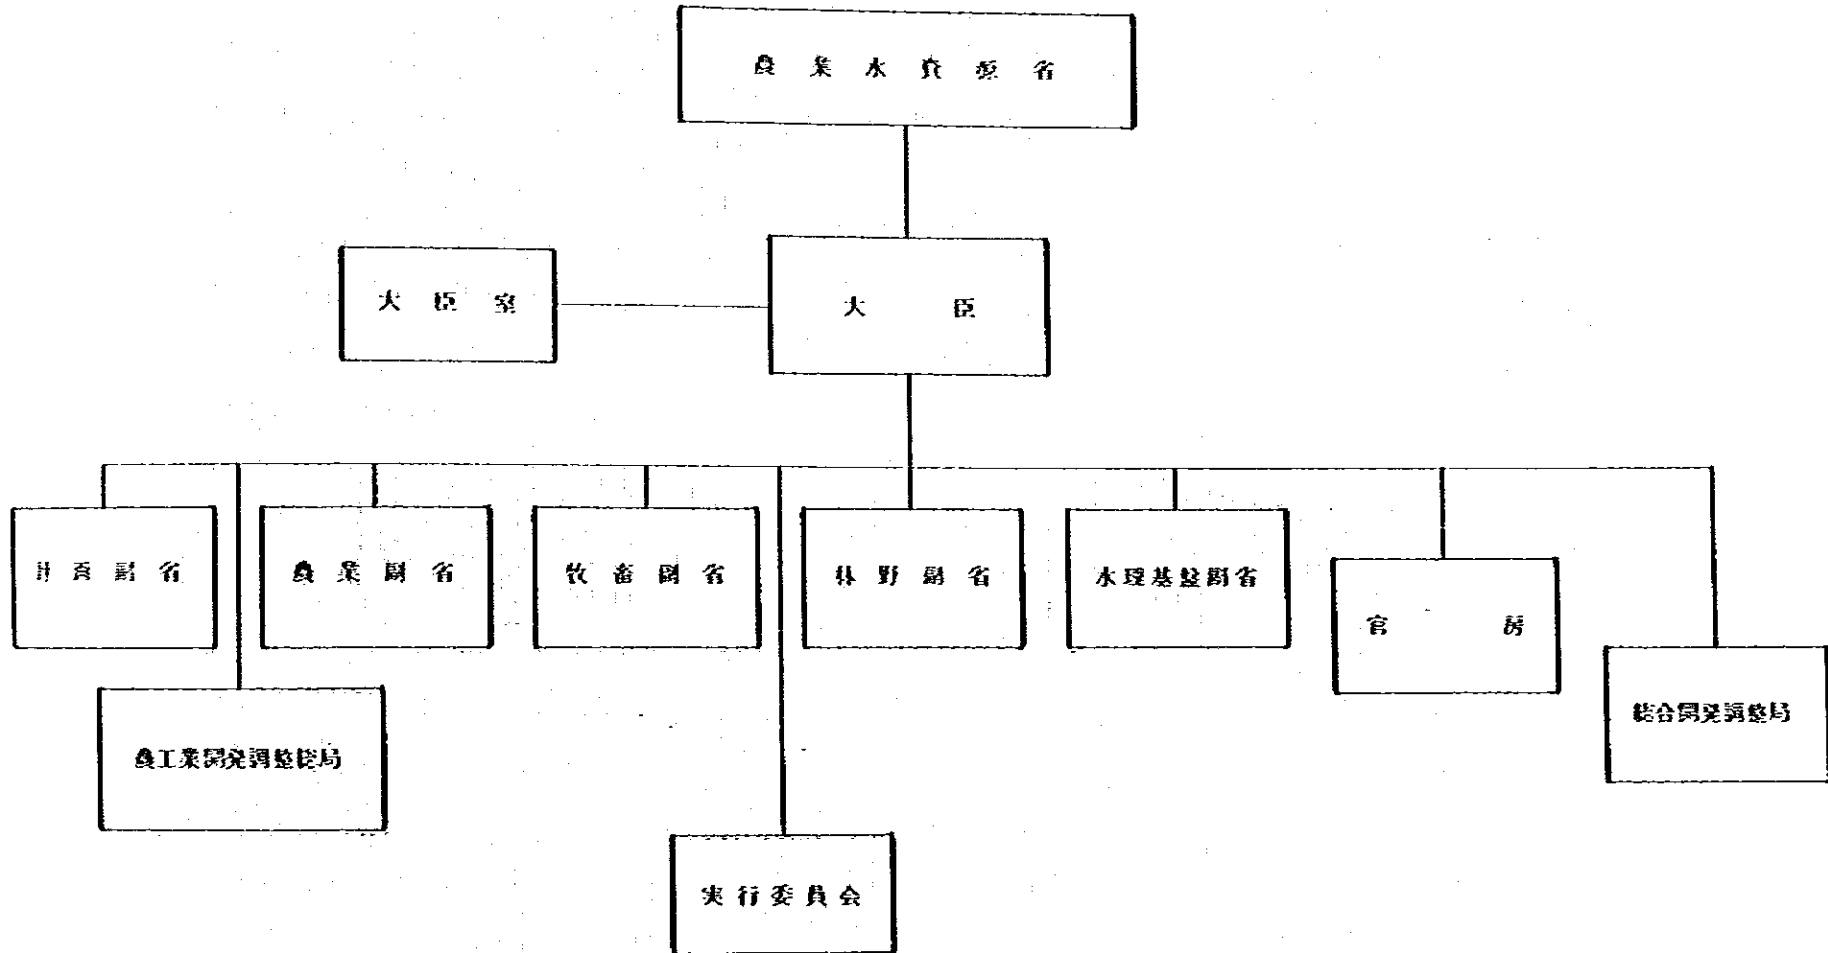 農業水資源省
大臣室
大臣
計画副省
農業副省
牧畜副省
林野副省
水理基盤副省
官房
総合開発調整局
農工業開発調整総局
実行委員会